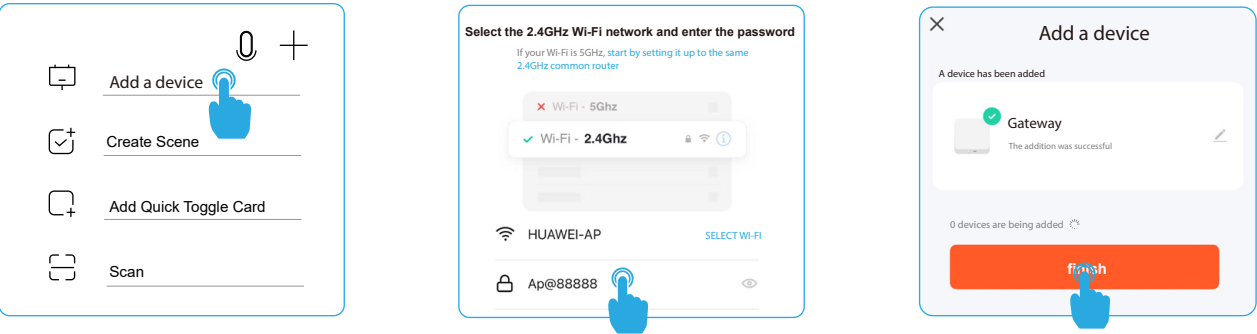 Add a device
Create Scene
Add Quick Toggle Card
Scan
Select the 2.4GHz Wi-Fi network and enter the password
If your Wi-Fi is 5GHz, start by setting it up to the same
2.4GHz common router
Wi-Fi - 5Ghz
Wi-Fi - 2.4Ghz
HUAWEI-AP SELECT WI-FI
Ap@88888
Add a device
A device has been added
Gateway
The addition was successful
0 devices are being added
finish